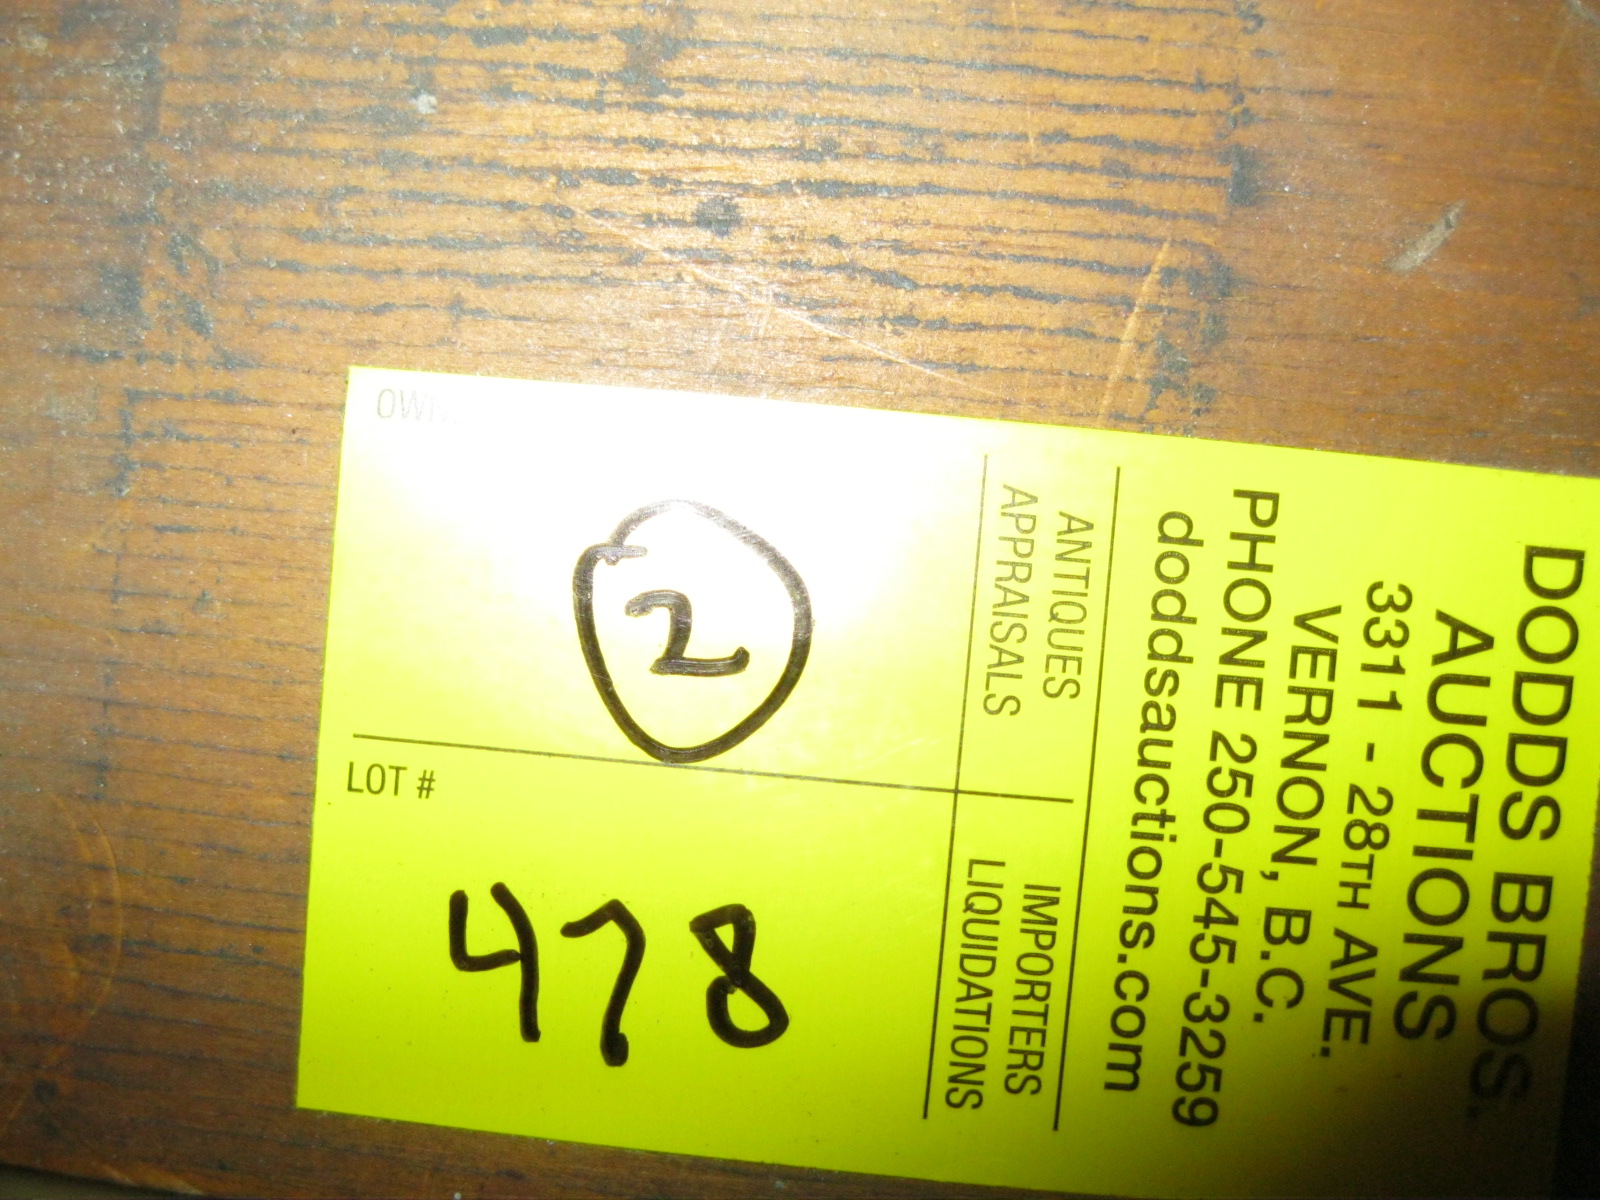 DODDS BROS.
AUCTIONS
3311 - 28TH AVE.
VERNON, B.C.
PHONE 250-545-3259
doddsauctions.com
ANTIQUES
APPRAISALS
IMPORTERS
LIQUIDATIONS
2
LOT #
478